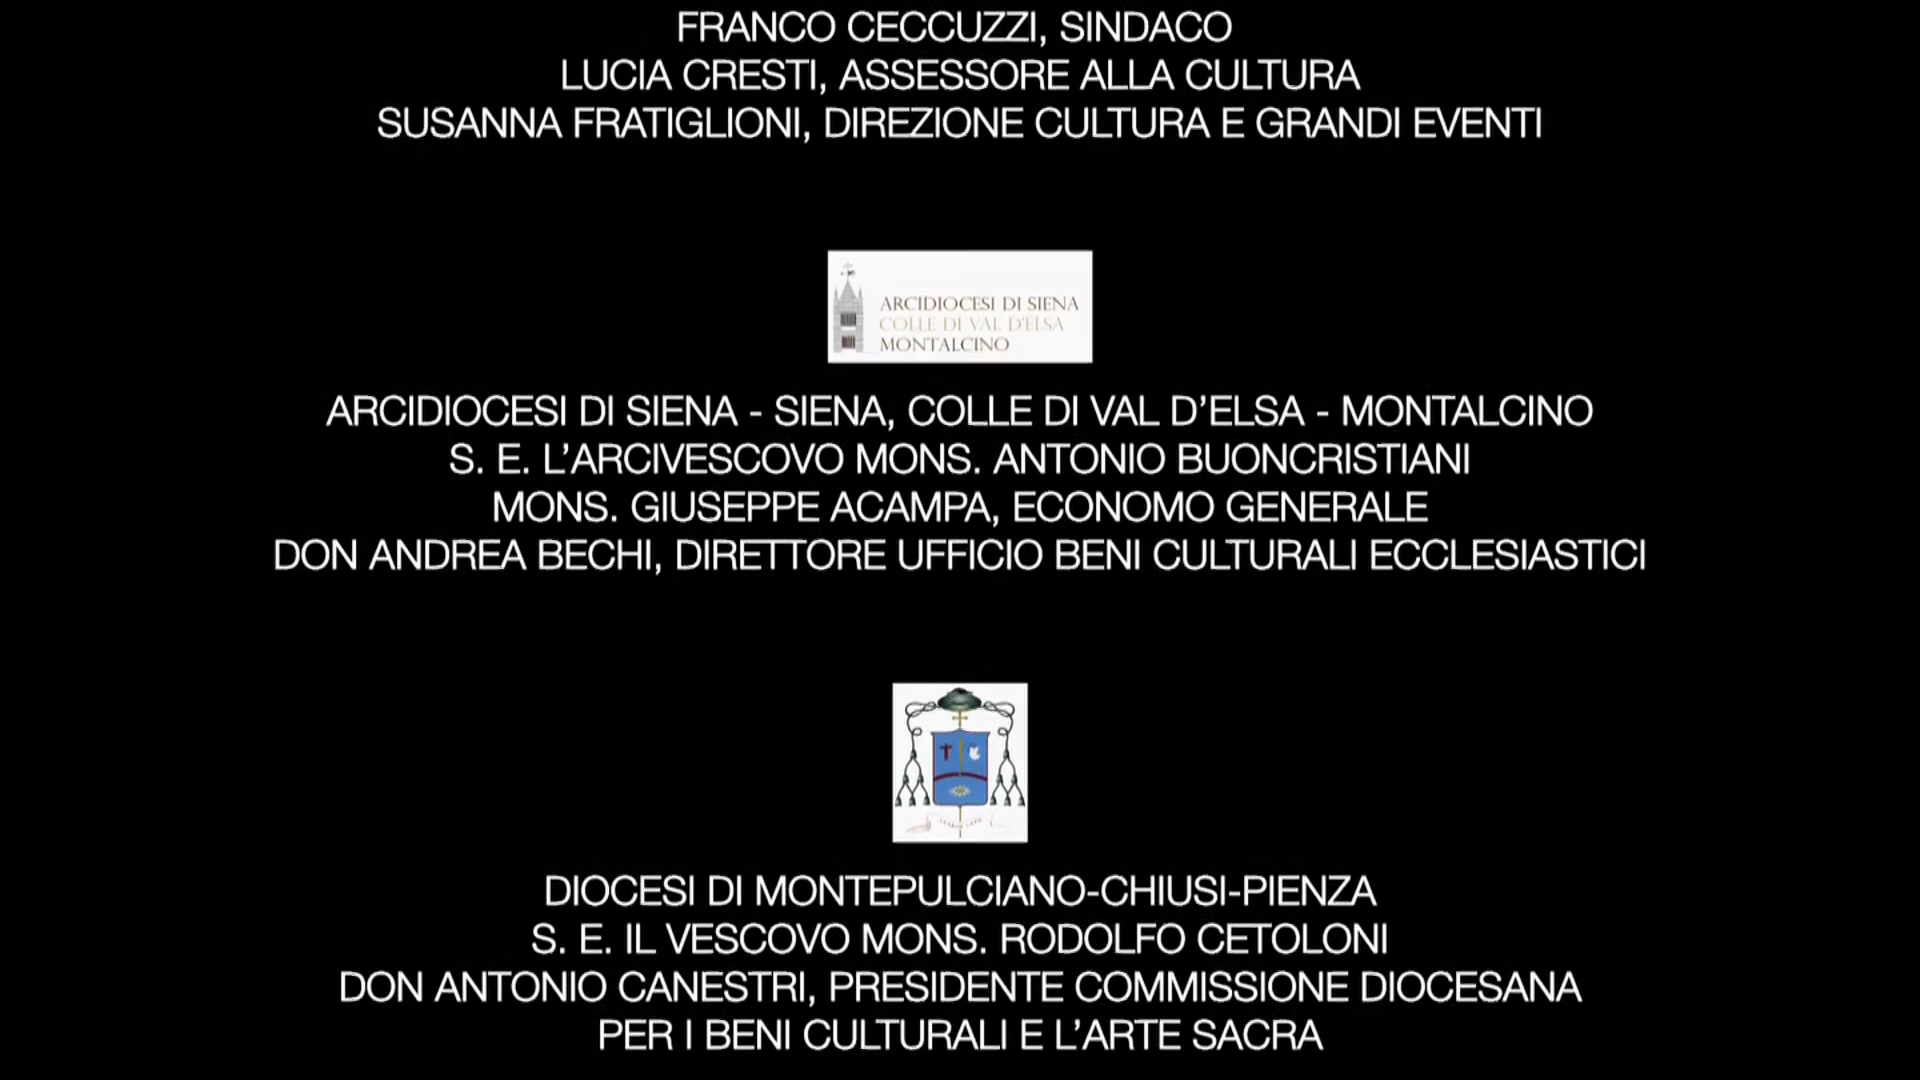 FRANCO CECCUZZI, SINDACO
LUCIA CRESTI, ASSESSORE ALLA CULTURA
SUSANNA FRATIGLIONI, DIREZIONE CULTURA E GRANDI EVENTI
ARCIDIOCESI DI SIENA
COLLE DI VAL D'ELSA
MONTALCINO
ARCIDIOCESI DI SIENA - SIENA, COLLE DI VAL D’ELSA - MONTALCINO
S. E. L’ARCIVESCOVO MONS. ANTONIO BUONCRISTIANI
MONS. GIUSEPPE ACAMPA, ECONOMO GENERALE
DON ANDREA BECHI, DIRETTORE UFFICIO BENI CULTURALI ECCLESIASTICI
DIOCESI DI MONTEPULCIANO-CHIUSI-PIENZA
S. E. IL VESCOVO MONS. RODOLFO CETOLONI
DON ANTONIO CANESTRI, PRESIDENTE COMMISSIONE DIOCESANA
PER I BENI CULTURALI E L’ARTE SACRA